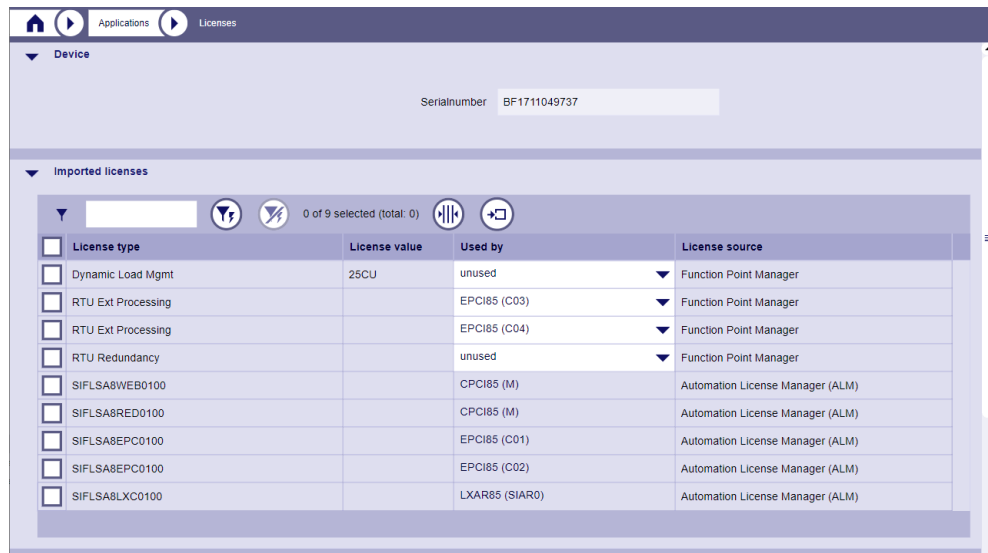 Applications Licenses
Device
Serialnumber BF1711049737
Imported licenses
0 of 9 selected (total: 0)
License type License value Used by License source
Dynamic Load Mgmt 25CU unused Function Point Manager
RTU Ext Processing EPCI85 (C03) Function Point Manager
RTU Ext Processing EPCI85 (C04) Function Point Manager
RTU Redundancy unused Function Point Manager
SIFLSA8WEB0100 CPCI85 (M) Automation License Manager (ALM)
SIFLSA8RED0100 CPCI85 (M) Automation License Manager (ALM)
SIFLSA8EPC0100 EPCI85 (C01) Automation License Manager (ALM)
SIFLSA8EPC0100 EPCI85 (C02) Automation License Manager (ALM)
SIFLSA8LXC0100 LXAR85 (SIAR0) Automation License Manager (ALM)